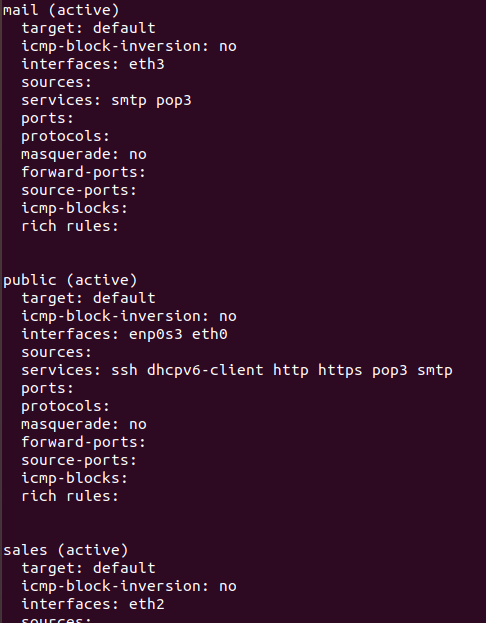 mail (active)
  target: default
  icmp-block-inversion: no
  interfaces: eth3
  sources:
  services: smtp pop3
  ports:
  protocols:
  masquerade: no
  forward-ports:
  source-ports:
  icmp-blocks:
  rich rules:
public (active)
  target: default
  icmp-block-inversion: no
  interfaces: enp0s3 eth0
  sources:
  services: ssh dhcpv6-client http https pop3 smtp
  ports:
  protocols:
  masquerade: no
  forward-ports:
  source-ports:
  icmp-blocks:
  rich rules:
sales (active)
  target: default
  icmp-block-inversion: no
  interfaces: eth2
  sources: